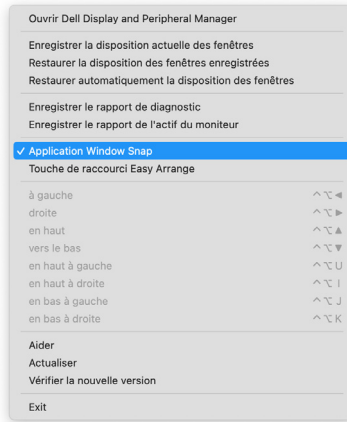 Ouvrir Dell Display and Peripheral Manager
Enregistrer la disposition actuelle des fenêtres
Restaurer la disposition des fenêtres enregistrées
Restaurer automatiquement la disposition des fenêtres
Enregistrer le rapport de diagnostic
Enregistrer le rapport de l'actif du moniteur
✓ Application Window Snap
Touche de raccourci Easy Arrange
à gauche ^⌥◀
droite ^⌥▶
en haut ^⌥▲
vers le bas ^⌥▼
en haut à gauche ^⌥U
en haut à droite ^⌥I
en bas à gauche ^⌥J
en bas à droite ^⌥K
Aider
Actualiser
Vérifier la nouvelle version
Exit